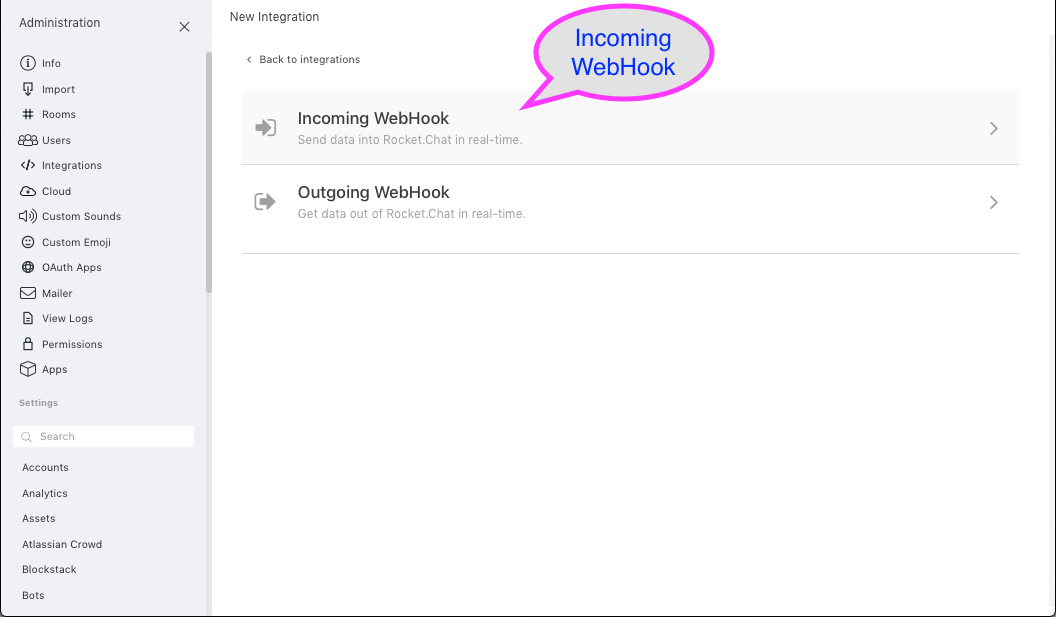 Administration
Info
Import
Rooms
Users
Integrations
Cloud
Custom Sounds
Custom Emoji
OAuth Apps
Mailer
View Logs
Permissions
Apps
Settings
Search
Accounts
Analytics
Assets
Atlassian Crowd
Blockstack
Bots
New Integration
Back to integrations
Incoming
WebHook
Incoming WebHook
Send data into Rocket.Chat in real-time.
Outgoing WebHook
Get data out of Rocket.Chat in real-time.